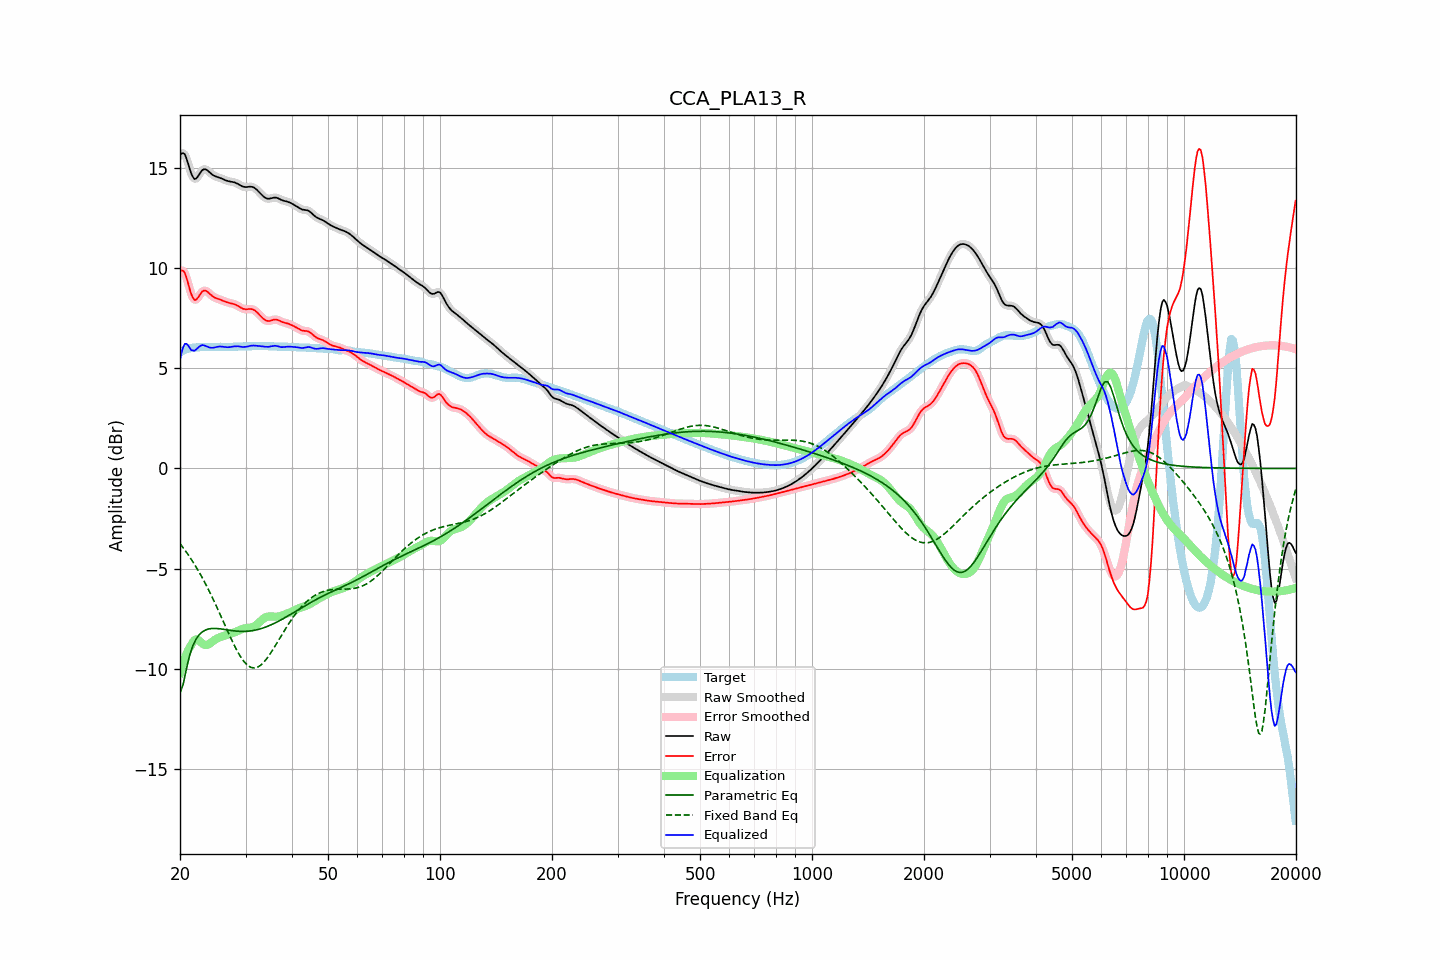 CCA_PLA13_R
Amplitude (dBr)
15
10
5
0
−5
−10
−15
Target
Raw Smoothed
Error Smoothed
Raw
Error
Equalization
Parametric Eq
Fixed Band Eq
Equalized
20
50
100
200
500
1000
2000
5000
10000
20000
Frequency (Hz)